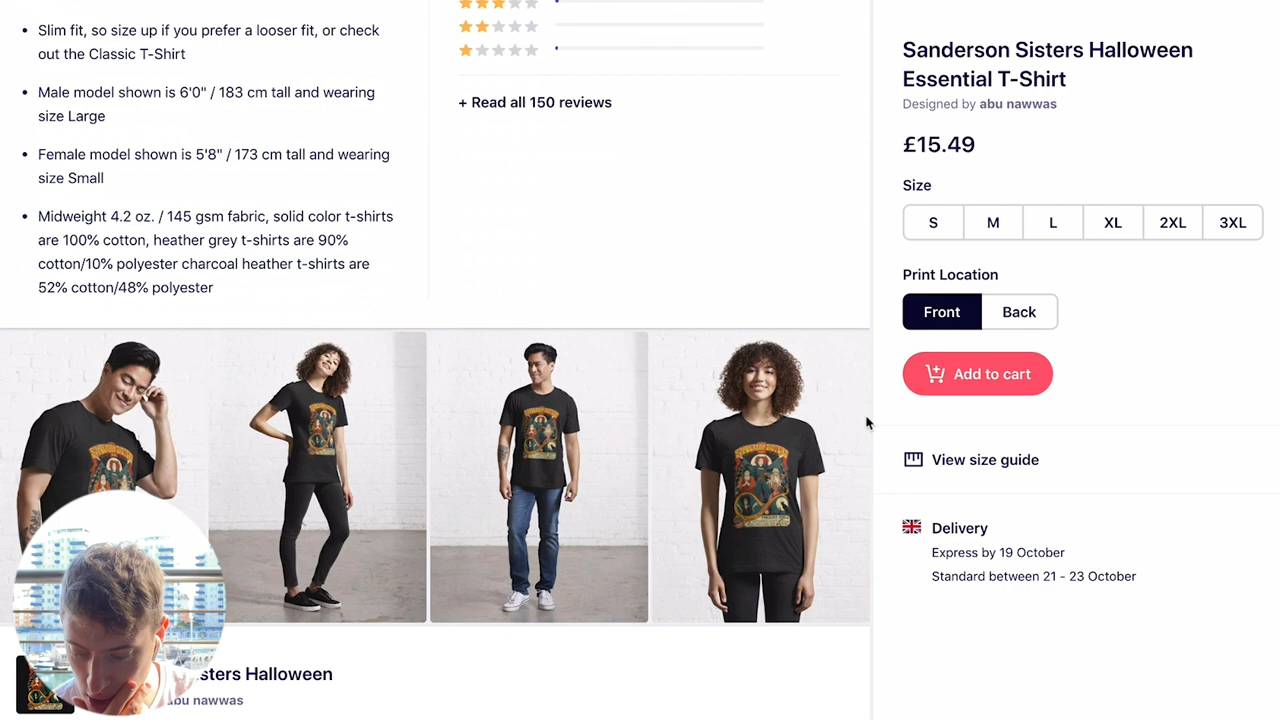 Slim fit, so size up if you prefer a looser fit, or check
out the Classic T-Shirt
Male model shown is 6'0" / 183 cm tall and wearing
size Large
Female model shown is 5'8" / 173 cm tall and wearing
size Small
Midweight 4.2 oz. / 145 gsm fabric, solid color t-shirts
are 100% cotton, heather grey t-shirts are 90%
cotton/10% polyester charcoal heather t-shirts are
52% cotton/48% polyester
+ Read all 150 reviews
Sanderson Sisters Halloween
Essential T-Shirt
Designed by abu nawwas
£15.49
Size
S M L XL 2XL 3XL
Print Location
Front Back
Add to cart
View size guide
Delivery
Express by 19 October
Standard between 21 - 23 October
sters Halloween
abu nawwas